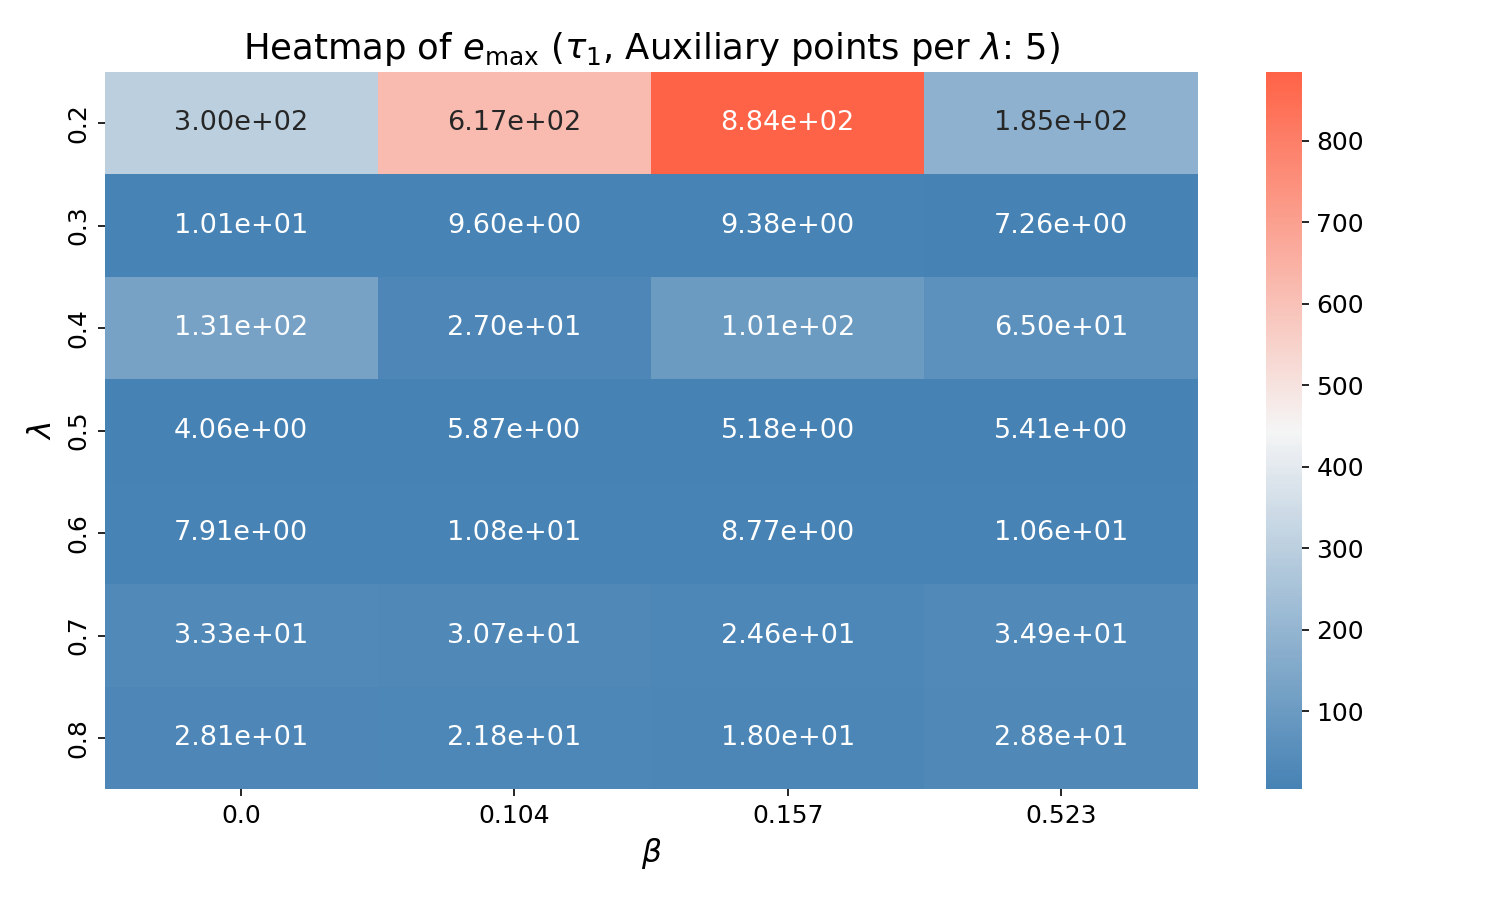 Heatmap of e_max (τ₁, Auxiliary points per λ: 5)
λ
0.2 3.00e+02 6.17e+02 8.84e+02 1.85e+02
0.3 1.01e+01 9.60e+00 9.38e+00 7.26e+00
0.4 1.31e+02 2.70e+01 1.01e+02 6.50e+01
0.5 4.06e+00 5.87e+00 5.18e+00 5.41e+00
0.6 7.91e+00 1.08e+01 8.77e+00 1.06e+01
0.7 3.33e+01 3.07e+01 2.46e+01 3.49e+01
0.8 2.81e+01 2.18e+01 1.80e+01 2.88e+01
0.0 0.104 0.157 0.523
β
800
700
600
500
400
300
200
100